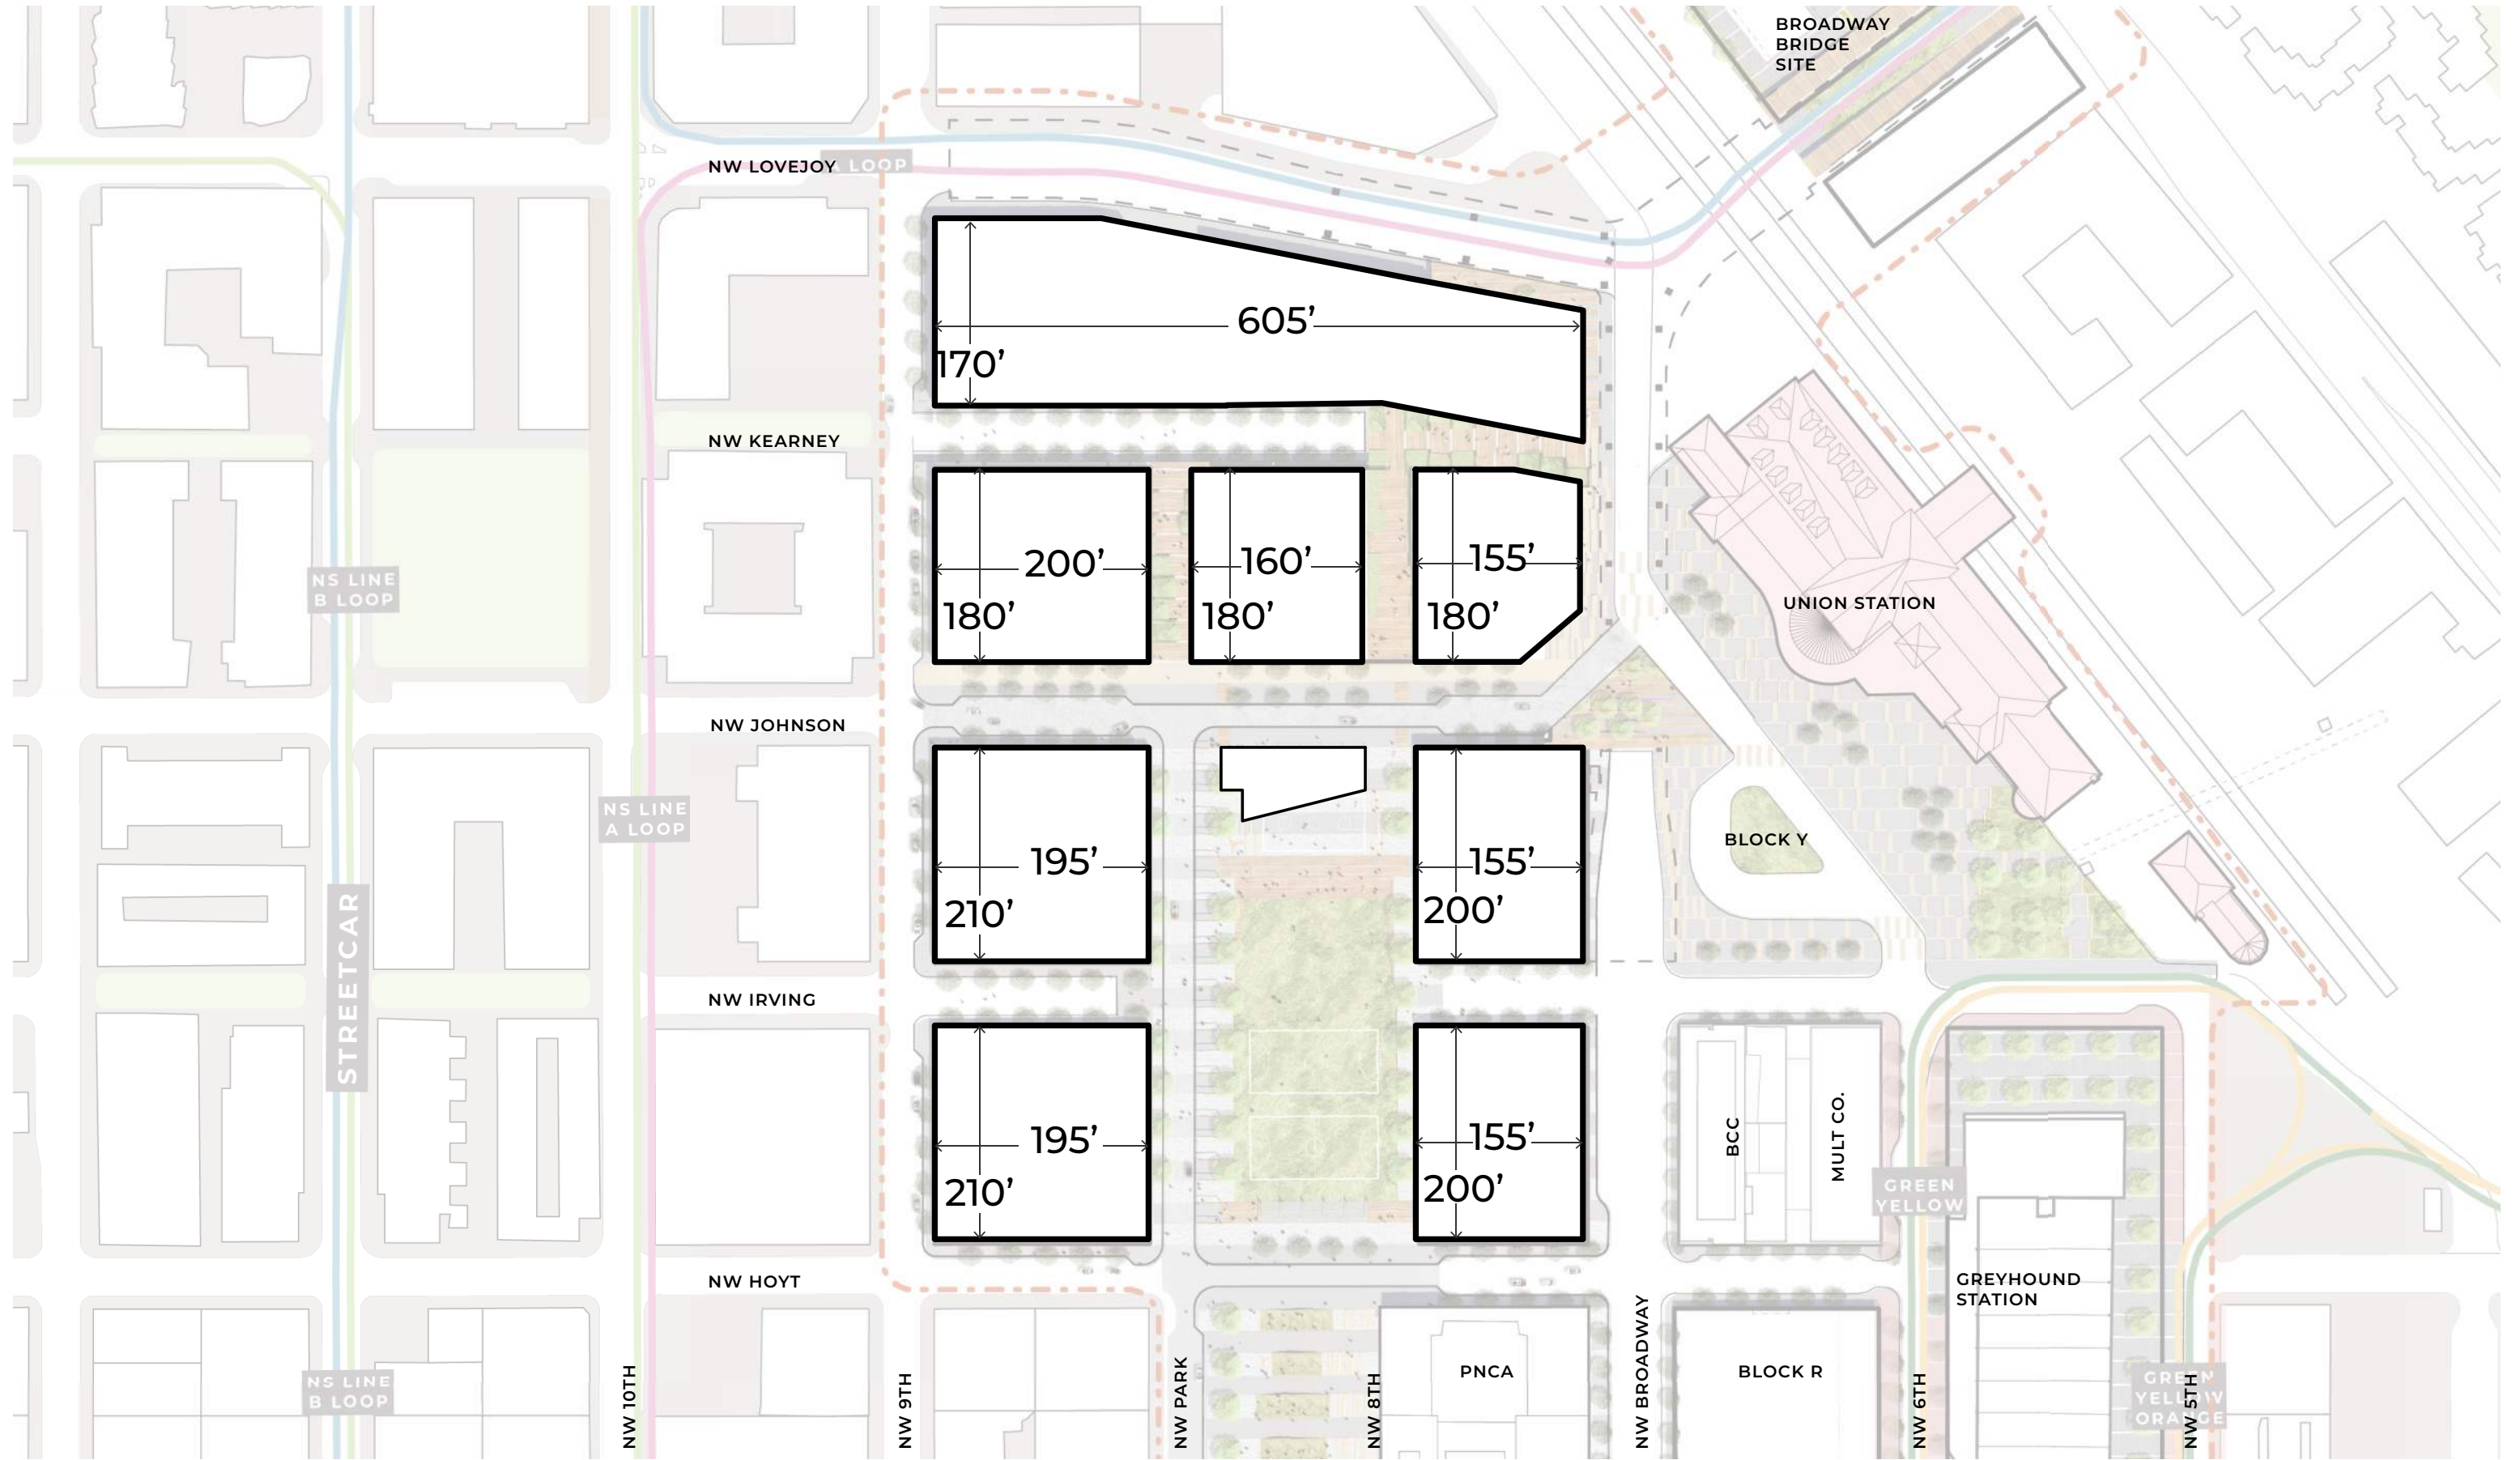 BROADWAY
BRIDGE
SITE
NW LOVEJOY
LOOP
605’
170’
NW KEARNEY
200’
180’
160’
180’
155’
180’
NS LINE
B LOOP
UNION STATION
NW JOHNSON
NS LINE
A LOOP
195’
210’
155’
200’
BLOCK Y
STREETCAR
NW IRVING
195’
210’
155’
200’
BCC
MULT CO.
GREEN
YELLOW
NW HOYT
GREYHOUND
STATION
NS LINE
B LOOP
PNCA
BLOCK R
GREEN
YELLOW
ORANGE
NW 10TH
NW 9TH
NW PARK
NW 8TH
NW BROADWAY
NW 6TH
NW 5TH